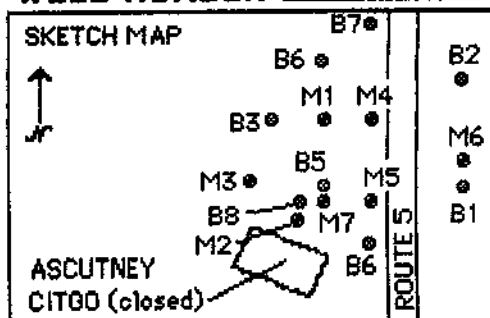 SKETCH MAP
B7
B6
B2
N
B3
M1
M4
M6
M3
B5
M5
B8
M7
B1
M2
B6
ROUTE 5
ASCUTNEY
CITGO (closed)